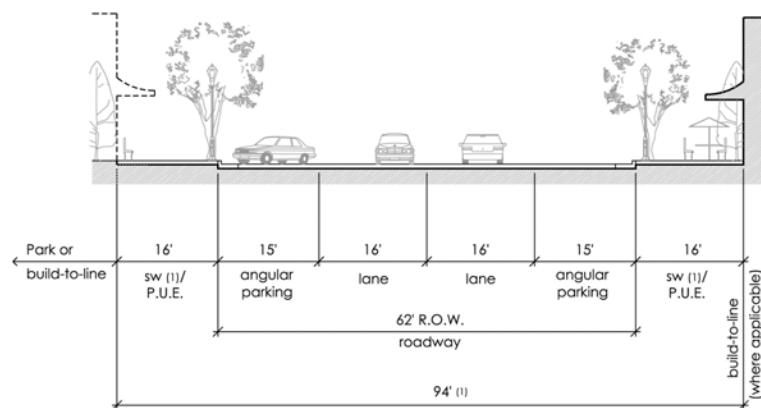 Park or
build-to-line
16'
sw (1)/
P.U.E.
15'
angular
parking
16'
lane
16'
lane
15'
angular
parking
16'
sw (1)/
P.U.E.
build-to-line
(where applicable)
62' R.O.W.
roadway
94' (1)